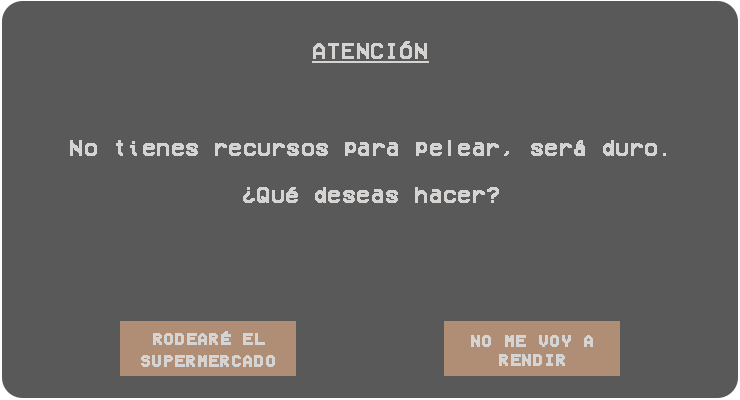 ATENCIÓN
No tienes recursos para pelear, será duro.
¿Qué deseas hacer?
RODEARÉ EL
SUPERMERCADO
NO ME VOY A
RENDIR